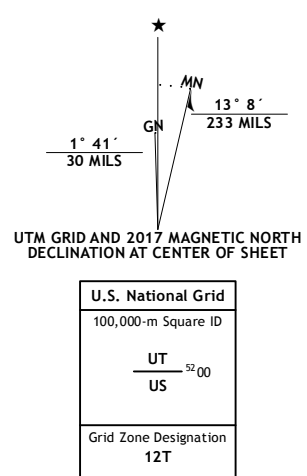 ★
MN
GN
13° 8´
233 MILS
1° 41´
30 MILS
UTM GRID AND 2017 MAGNETIC NORTH
DECLINATION AT CENTER OF SHEET
U.S. National Grid
100,000-m Square ID
UT
5200
US
Grid Zone Designation
12T